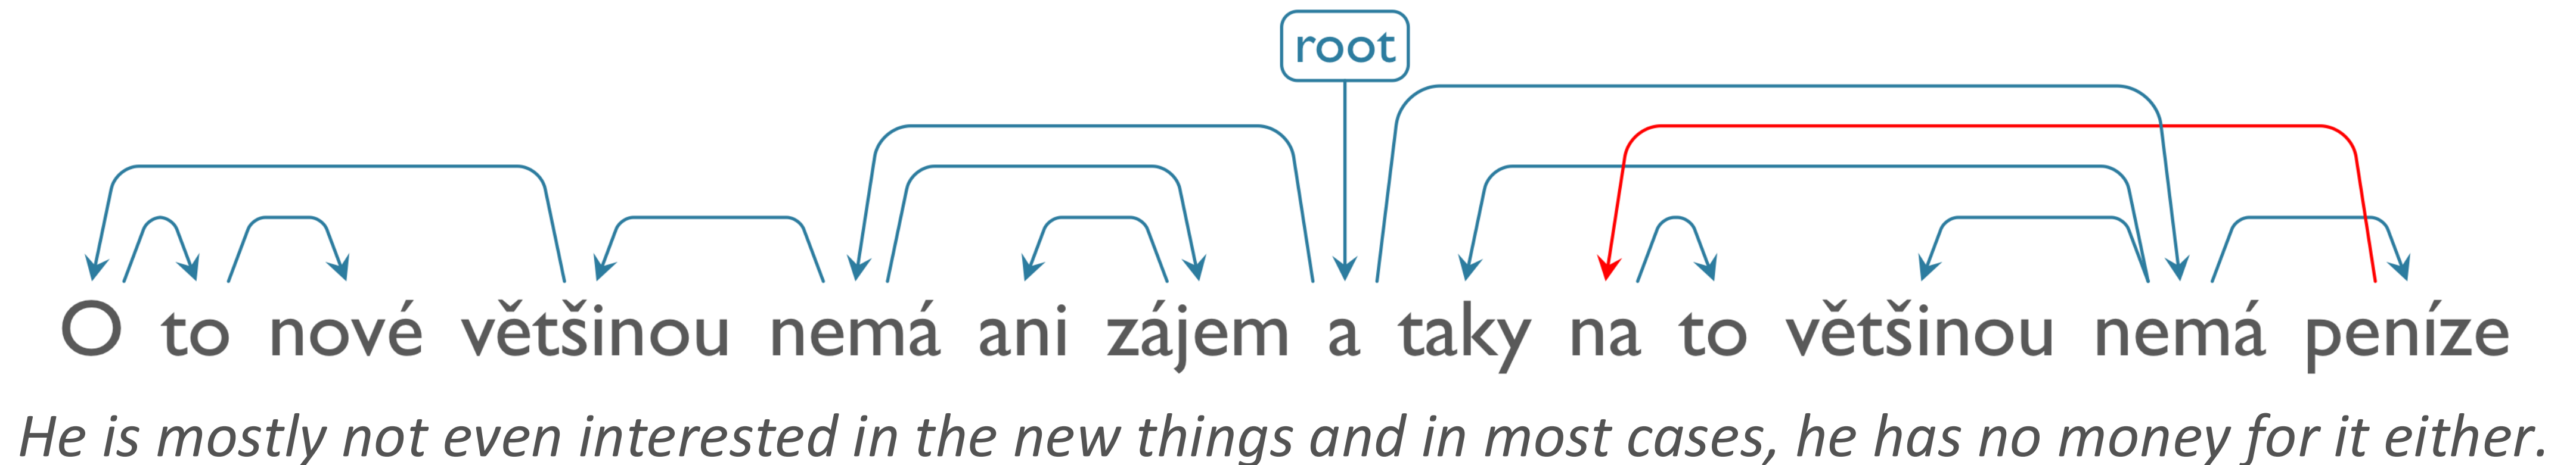 root
O to nové většinou nemá ani zájem a taky na to většinou nemá peníze
He is mostly not even interested in the new things and in most cases, he has no money for it either.